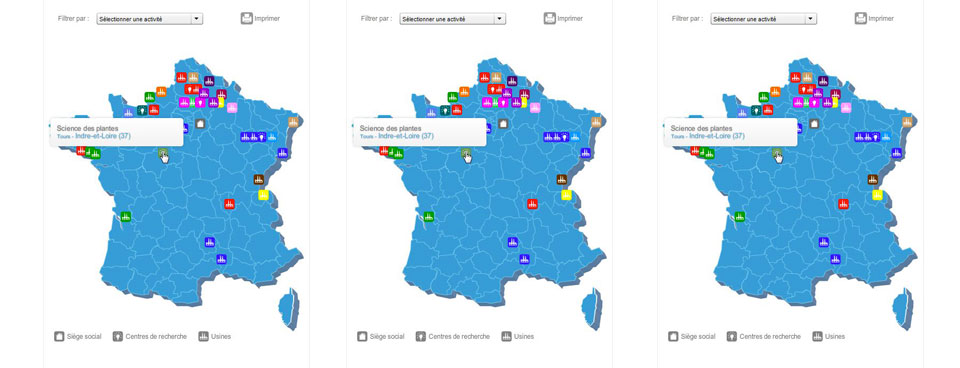 Filtrer par : Sélectionner une activité Imprimer
Filtrer par : Sélectionner une activité Imprimer
Filtrer par : Sélectionner une activité Imprimer
Science des plantes
Tours - Indre-et-Loire (37)
Science des plantes
Tours - Indre-et-Loire (37)
Science des plantes
Tours - Indre-et-Loire (37)
Siège social Centres de recherche Usines
Siège social Centres de recherche Usines
Siège social Centres de recherche Usines